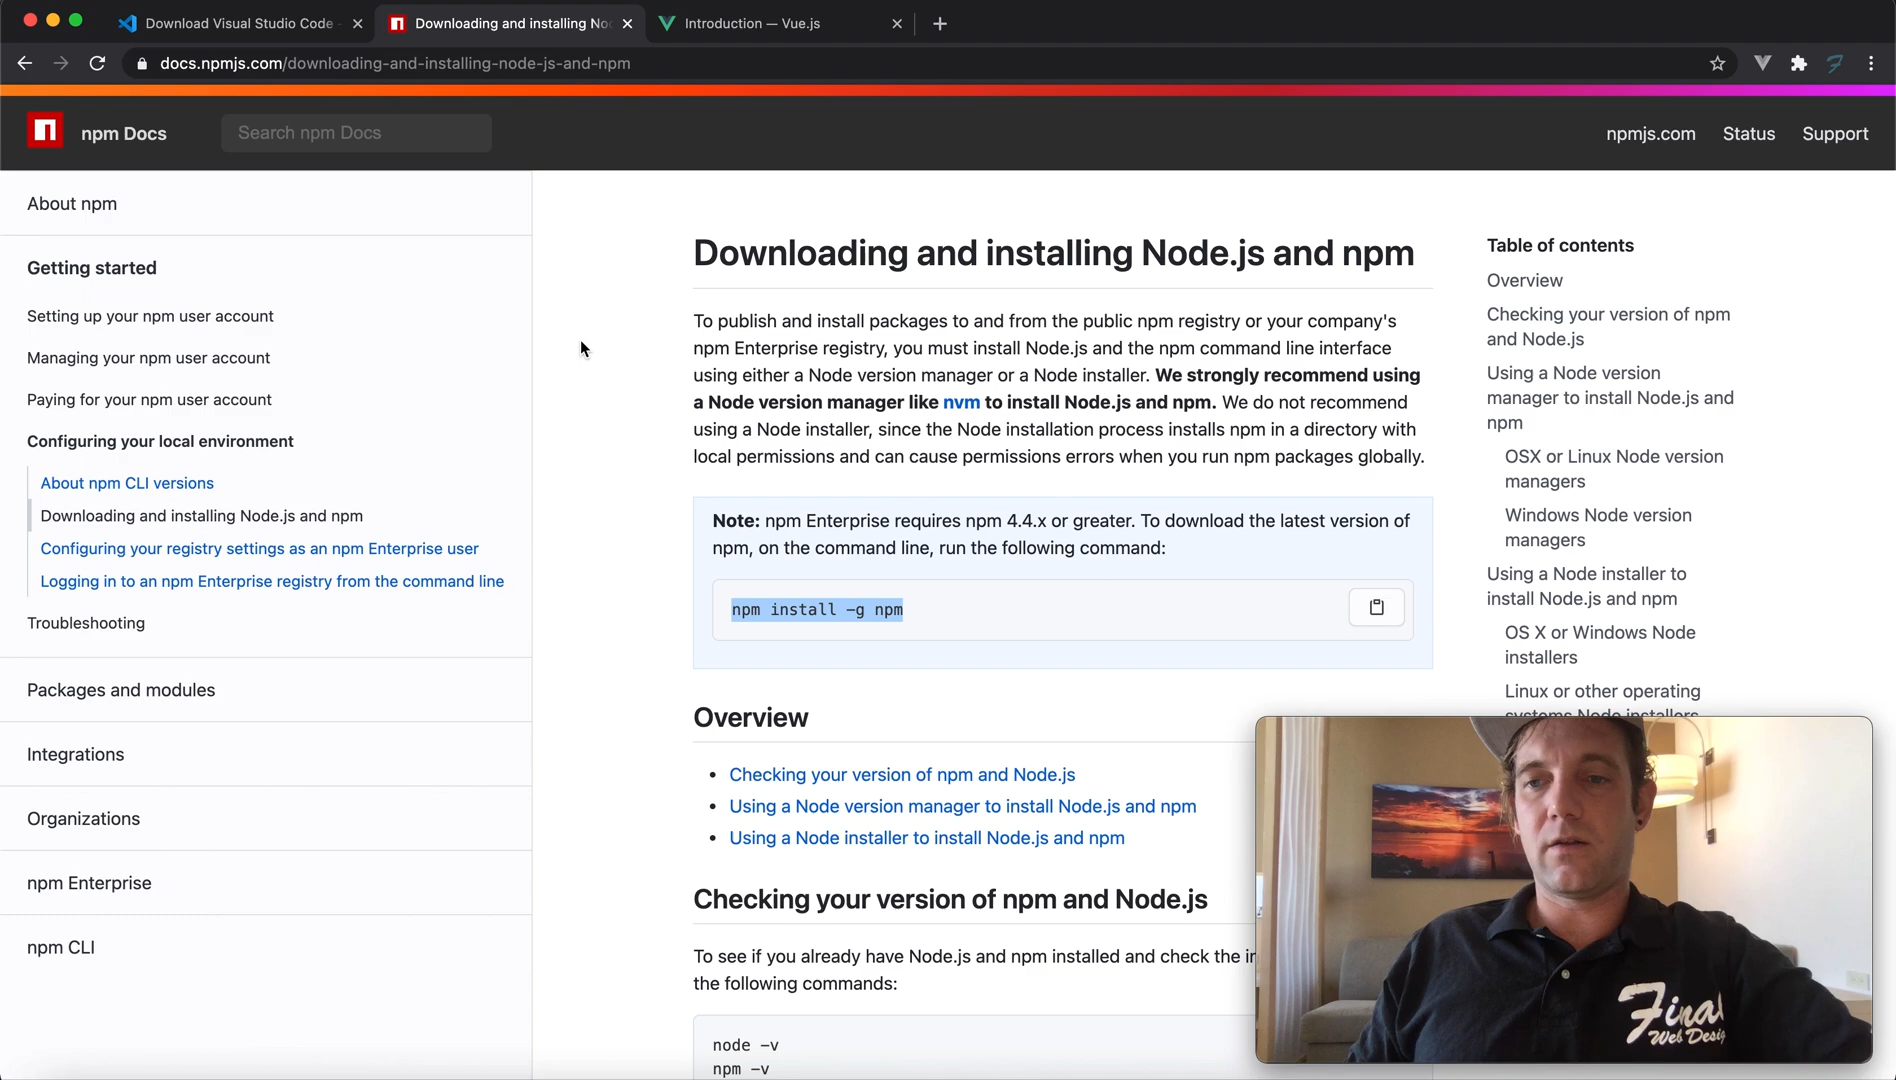 Download Visual Studio Code -
Downloading and installing Noc
Introduction — Vue.js
docs.npmjs.com/downloading-and-installing-node-js-and-npm
npm Docs
Search npm Docs
npmjs.com
Status
Support
About npm
Getting started
Setting up your npm user account
Managing your npm user account
Paying for your npm user account
Configuring your local environment
About npm CLI versions
Downloading and installing Node.js and npm
Configuring your registry settings as an npm Enterprise user
Logging in to an npm Enterprise registry from the command line
Troubleshooting
Packages and modules
Integrations
Organizations
npm Enterprise
npm CLI
Downloading and installing Node.js and npm
To publish and install packages to and from the public npm registry or your company's
npm Enterprise registry, you must install Node.js and the npm command line interface
using either a Node version manager or a Node installer. We strongly recommend using
a Node version manager like nvm to install Node.js and npm. We do not recommend
using a Node installer, since the Node installation process installs npm in a directory with
local permissions and can cause permissions errors when you run npm packages globally.
Note: npm Enterprise requires npm 4.4.x or greater. To download the latest version of
npm, on the command line, run the following command:
npm install -g npm
Overview
• Checking your version of npm and Node.js
• Using a Node version manager to install Node.js and npm
• Using a Node installer to install Node.js and npm
Checking your version of npm and Node.js
To see if you already have Node.js and npm installed and check the in
the following commands:
node -v
npm -v
Table of contents
Overview
Checking your version of npm
and Node.js
Using a Node version
manager to install Node.js and
npm
OSX or Linux Node version
managers
Windows Node version
managers
Using a Node installer to
install Node.js and npm
OS X or Windows Node
installers
Linux or other operating
systems Node installers
Final
Web Desig